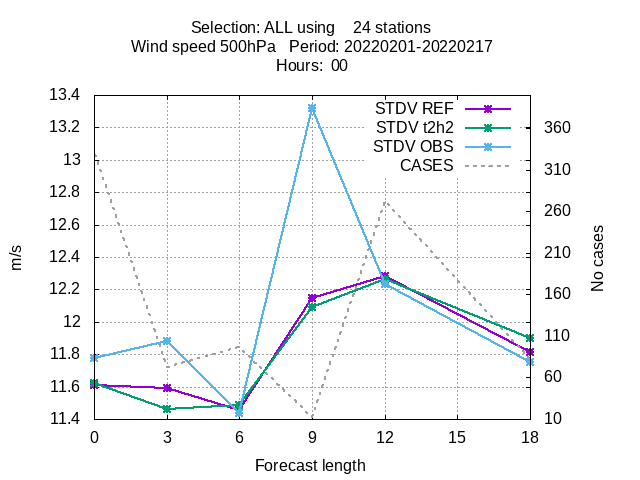 Selection: ALL using    24 stations
Wind speed 500hPa   Period: 20220201-20220217
Hours:  00
13.4
13.2
13
12.8
12.6
12.4
12.2
12
11.8
11.6
11.4
m/s
STDV REF
STDV t2h2
STDV OBS
CASES
360
310
260
210
160
110
60
10
No cases
0 3 6 9 12 15 18
Forecast length